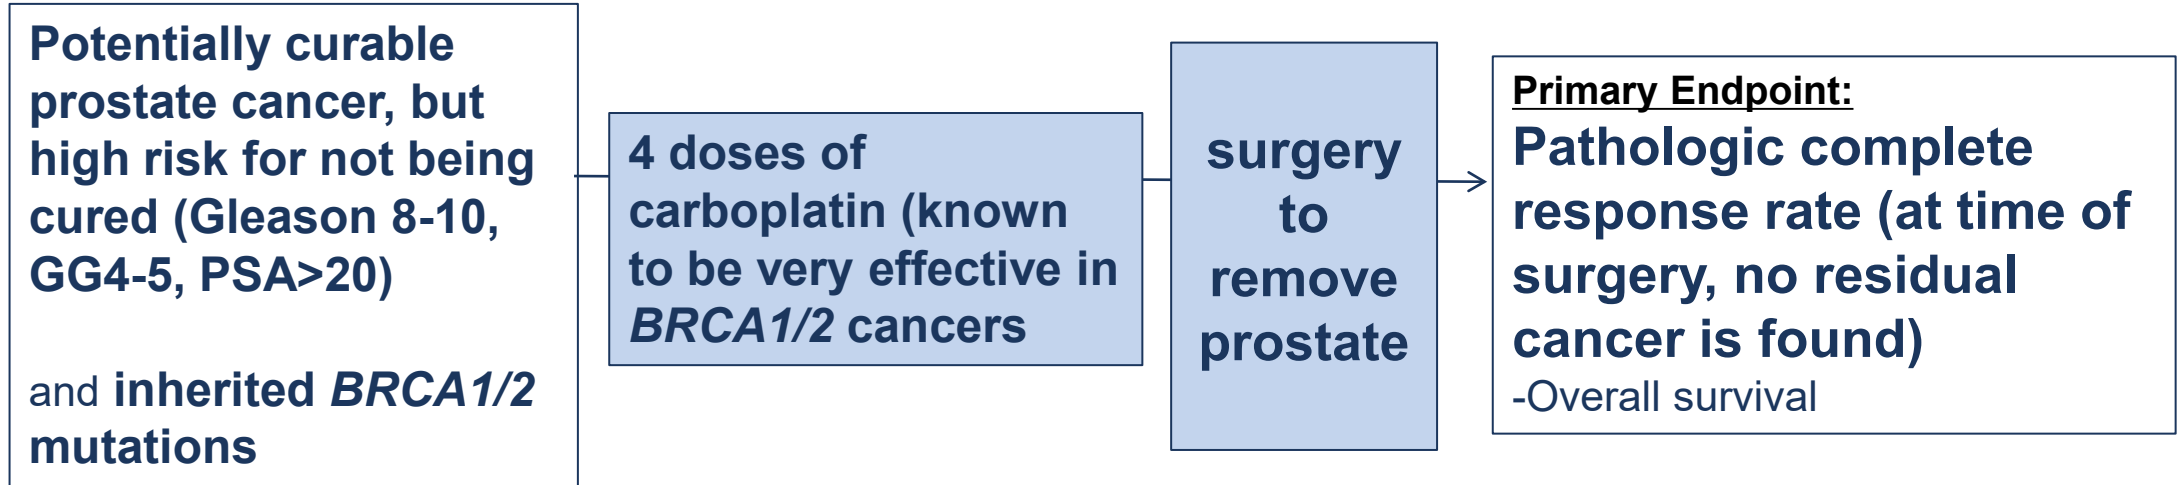 Potentially curable
prostate cancer, but
high risk for not being
cured (Gleason 8-10,
GG4-5, PSA>20)
and inherited BRCA1/2
mutations
4 doses of
carboplatin (known
to be very effective in
BRCA1/2 cancers
surgery
to
remove
prostate
Primary Endpoint:
Pathologic complete
response rate (at time of
surgery, no residual
cancer is found)
-Overall survival